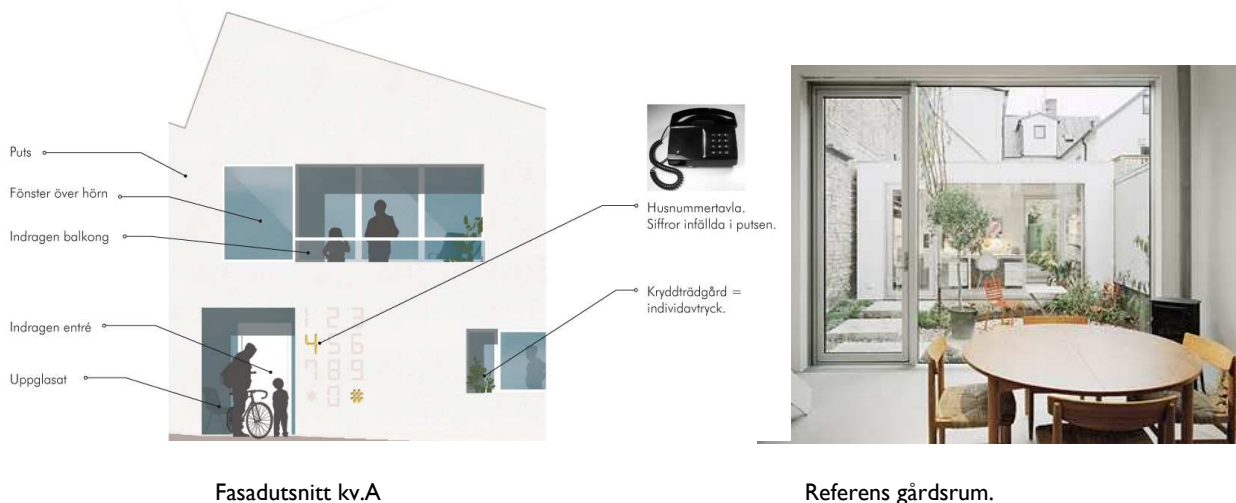 Puts
Fönster över hörn
Indragen balkong
Indragen entré
Uppglasat
1 2 3
4 5 6
7 8 9
* 0 #
Husnummertavla.
Siffror infällda i putsen.
Kryddträdgård =
individavtryck.
Fasadutsnitt kv.A
Referens gårdsrum.